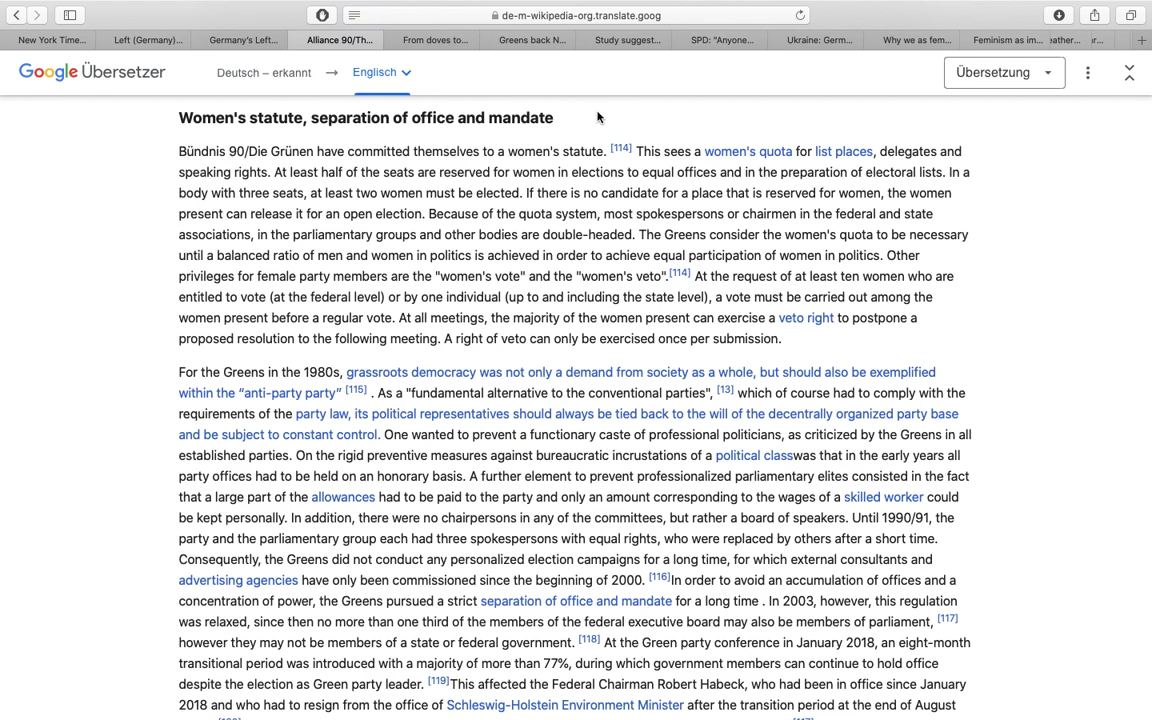 de-m-wikipedia-org.translate.goog
New York Time... Left (Germany)... Germany's Left... Alliance 90/Th... From doves to... Greens back N... Study suggest... SPD: "Anyone... Ukraine: Germ... Why we as fem... Feminism as im... eather... r...
Google Übersetzer Deutsch – erkannt → Englisch Übersetzung
Women's statute, separation of office and mandate
Bündnis 90/Die Grünen have committed themselves to a women's statute. [114] This sees a women's quota for list places, delegates and
speaking rights. At least half of the seats are reserved for women in elections to equal offices and in the preparation of electoral lists. In a
body with three seats, at least two women must be elected. If there is no candidate for a place that is reserved for women, the women
present can release it for an open election. Because of the quota system, most spokespersons or chairmen in the federal and state
associations, in the parliamentary groups and other bodies are double-headed. The Greens consider the women's quota to be necessary
until a balanced ratio of men and women in politics is achieved in order to achieve equal participation of women in politics. Other
privileges for female party members are the "women's vote" and the "women's veto".[114] At the request of at least ten women who are
entitled to vote (at the federal level) or by one individual (up to and including the state level), a vote must be carried out among the
women present before a regular vote. At all meetings, the majority of the women present can exercise a veto right to postpone a
proposed resolution to the following meeting. A right of veto can only be exercised once per submission.
For the Greens in the 1980s, grassroots democracy was not only a demand from society as a whole, but should also be exemplified
within the “anti-party party” [115] . As a "fundamental alternative to the conventional parties", [13] which of course had to comply with the
requirements of the party law, its political representatives should always be tied back to the will of the decentrally organized party base
and be subject to constant control. One wanted to prevent a functionary caste of professional politicians, as criticized by the Greens in all
established parties. On the rigid preventive measures against bureaucratic incrustations of a political classwas that in the early years all
party offices had to be held on an honorary basis. A further element to prevent professionalized parliamentary elites consisted in the fact
that a large part of the allowances had to be paid to the party and only an amount corresponding to the wages of a skilled worker could
be kept personally. In addition, there were no chairpersons in any of the committees, but rather a board of speakers. Until 1990/91, the
party and the parliamentary group each had three spokespersons with equal rights, who were replaced by others after a short time.
Consequently, the Greens did not conduct any personalized election campaigns for a long time, for which external consultants and
advertising agencies have only been commissioned since the beginning of 2000. [116]In order to avoid an accumulation of offices and a
concentration of power, the Greens pursued a strict separation of office and mandate for a long time . In 2003, however, this regulation
was relaxed, since then no more than one third of the members of the federal executive board may also be members of parliament, [117]
however they may not be members of a state or federal government. [118] At the Green party conference in January 2018, an eight-month
transitional period was introduced with a majority of more than 77%, during which government members can continue to hold office
despite the election as Green party leader. [119]This affected the Federal Chairman Robert Habeck, who had been in office since January
2018 and who had to resign from the office of Schleswig-Holstein Environment Minister after the transition period at the end of August